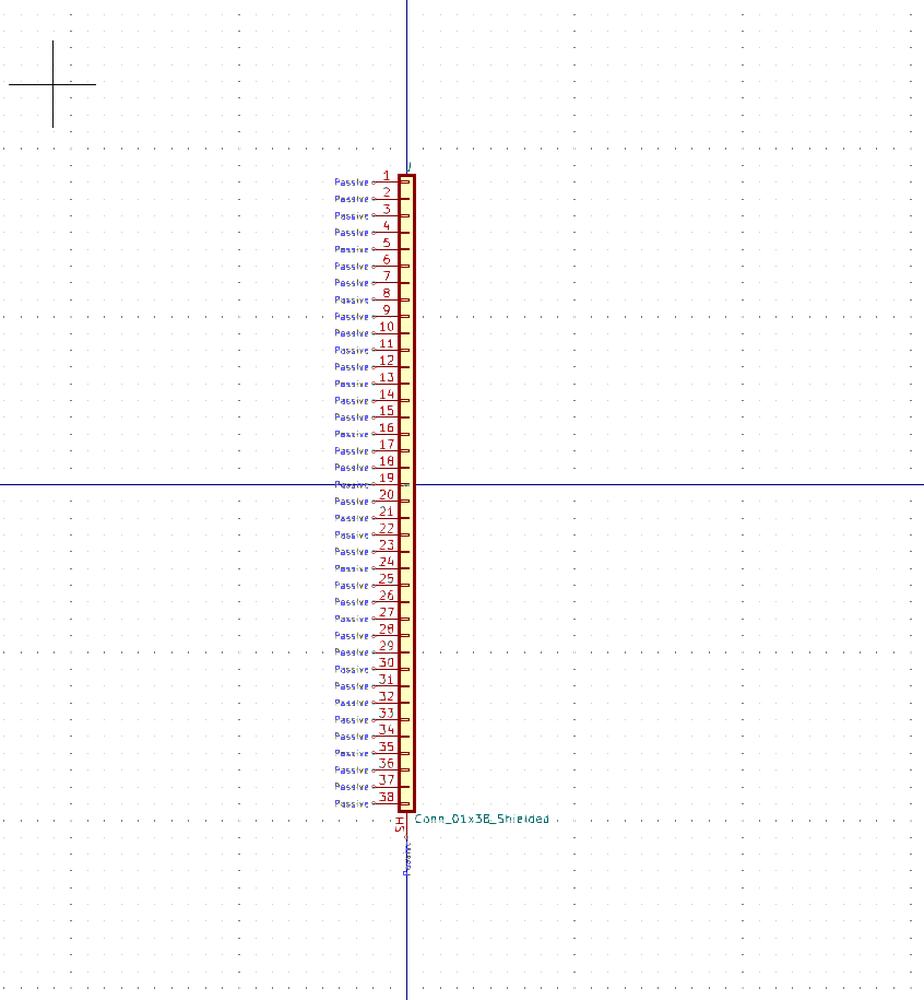 J
Passive 1
Passive 2
Passive 3
Passive 4
Passive 5
Passive 6
Passive 7
Passive 8
Passive 9
Passive 10
Passive 11
Passive 12
Passive 13
Passive 14
Passive 15
Passive 16
Passive 17
Passive 18
Passive 19
Passive 20
Passive 21
Passive 22
Passive 23
Passive 24
Passive 25
Passive 26
Passive 27
Passive 28
Passive 29
Passive 30
Passive 31
Passive 32
Passive 33
Passive 34
Passive 35
Passive 36
Passive 37
Passive 38
SH
Conn_01x38_Shielded
Passive